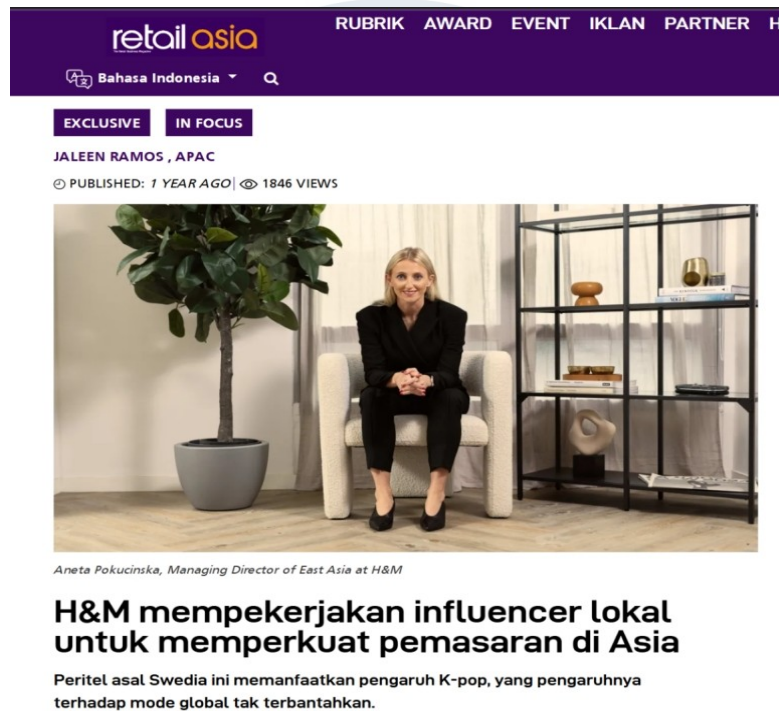 retail asia
RUBRIK AWARD EVENT IKLAN PARTNER H
Bahasa Indonesia
EXCLUSIVE IN FOCUS
JALEEN RAMOS , APAC
PUBLISHED: 1 YEAR AGO| 1846 VIEWS
Aneta Pokucinska, Managing Director of East Asia at H&M
H&M mempekerjakan influencer lokal
untuk memperkuat pemasaran di Asia
Peritel asal Swedia ini memanfaatkan pengaruh K-pop, yang pengaruhnya
terhadap mode global tak terbantahkan.